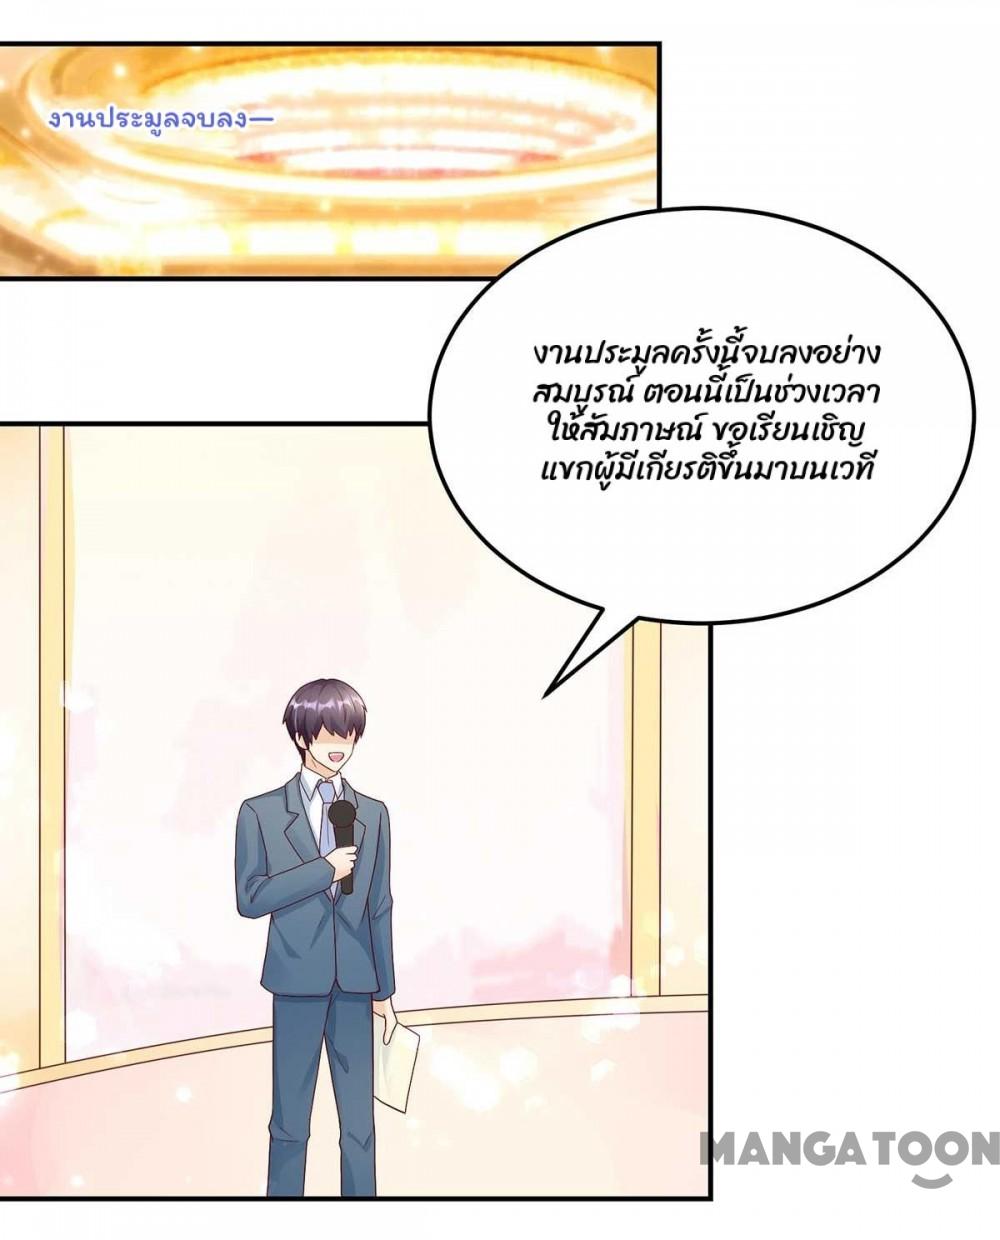 งานประมูลจบลง—
งานประมูลครั้งนี้จบลงอย่าง
สมบูรณ์ ตอนนี้เป็นช่วงเวลา
ให้สัมภาษณ์ ขอเรียนเชิญ
แขกผู้มีเกียรติขึ้นมาบนเวที
MANGATOON